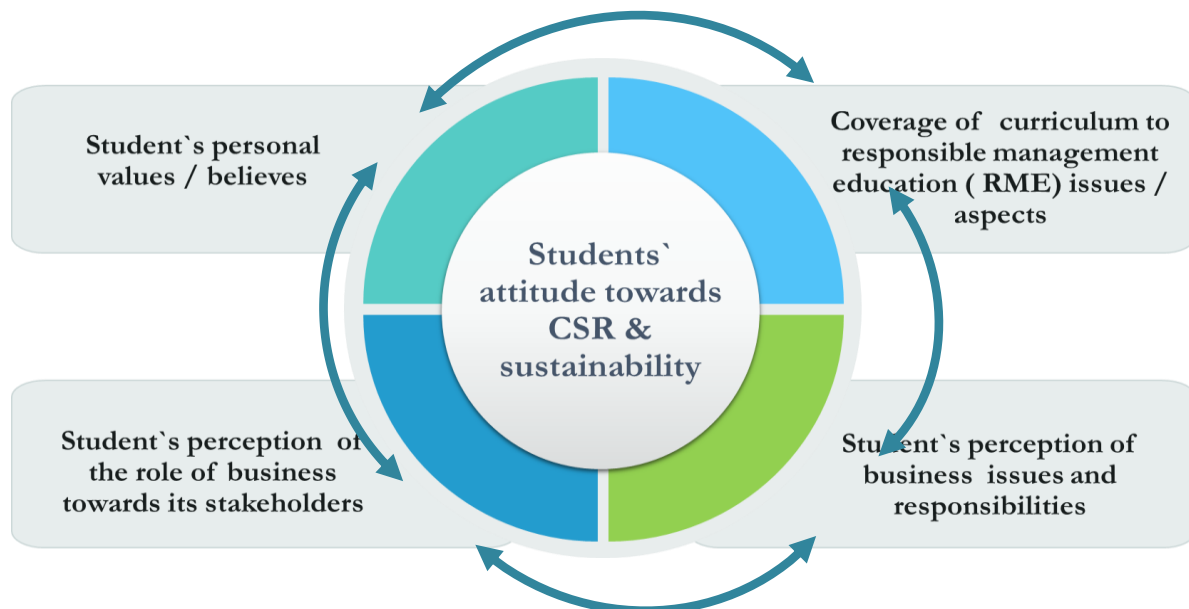 Student`s personal
values / believes
Coverage of curriculum to
responsible management
education ( RME) issues /
aspects
Students`
attitude towards
CSR &
sustainability
Student`s perception of
the role of business
towards its stakeholders
Student`s perception of
business issues and
responsibilities